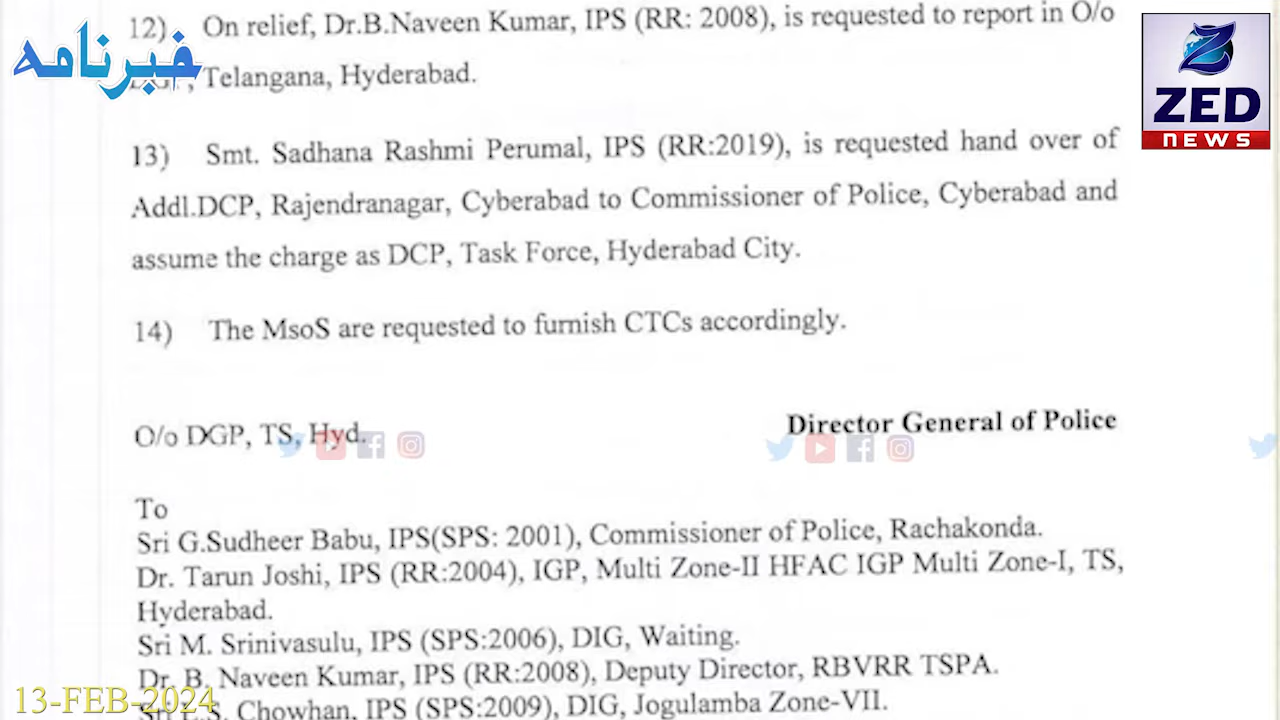 12) On relief, Dr.B.Naveen Kumar, IPS (RR: 2008), is requested to report in O/o
DGP, Telangana, Hyderabad.
خبرنامہ
ZED
NEWS
13) Smt. Sadhana Rashmi Perumal, IPS (RR:2019), is requested hand over of
Addl.DCP, Rajendranagar, Cyberabad to Commissioner of Police, Cyberabad and
assume the charge as DCP, Task Force, Hyderabad City.
14) The MsoS are requested to furnish CTCs accordingly.
O/o DGP, TS, Hyd.
Director General of Police
To
Sri G.Sudheer Babu, IPS(SPS: 2001), Commissioner of Police, Rachakonda.
Dr. Tarun Joshi, IPS (RR:2004), IGP, Multi Zone-II HFAC IGP Multi Zone-I, TS,
Hyderabad.
Sri M. Srinivasulu, IPS (SPS:2006), DIG, Waiting.
Dr. B. Naveen Kumar, IPS (RR:2008), Deputy Director, RBVRR TSPA.
Sri L.S. Chowhan, IPS (SPS:2009), DIG, Jogulamba Zone-VII.
13-FEB-2024